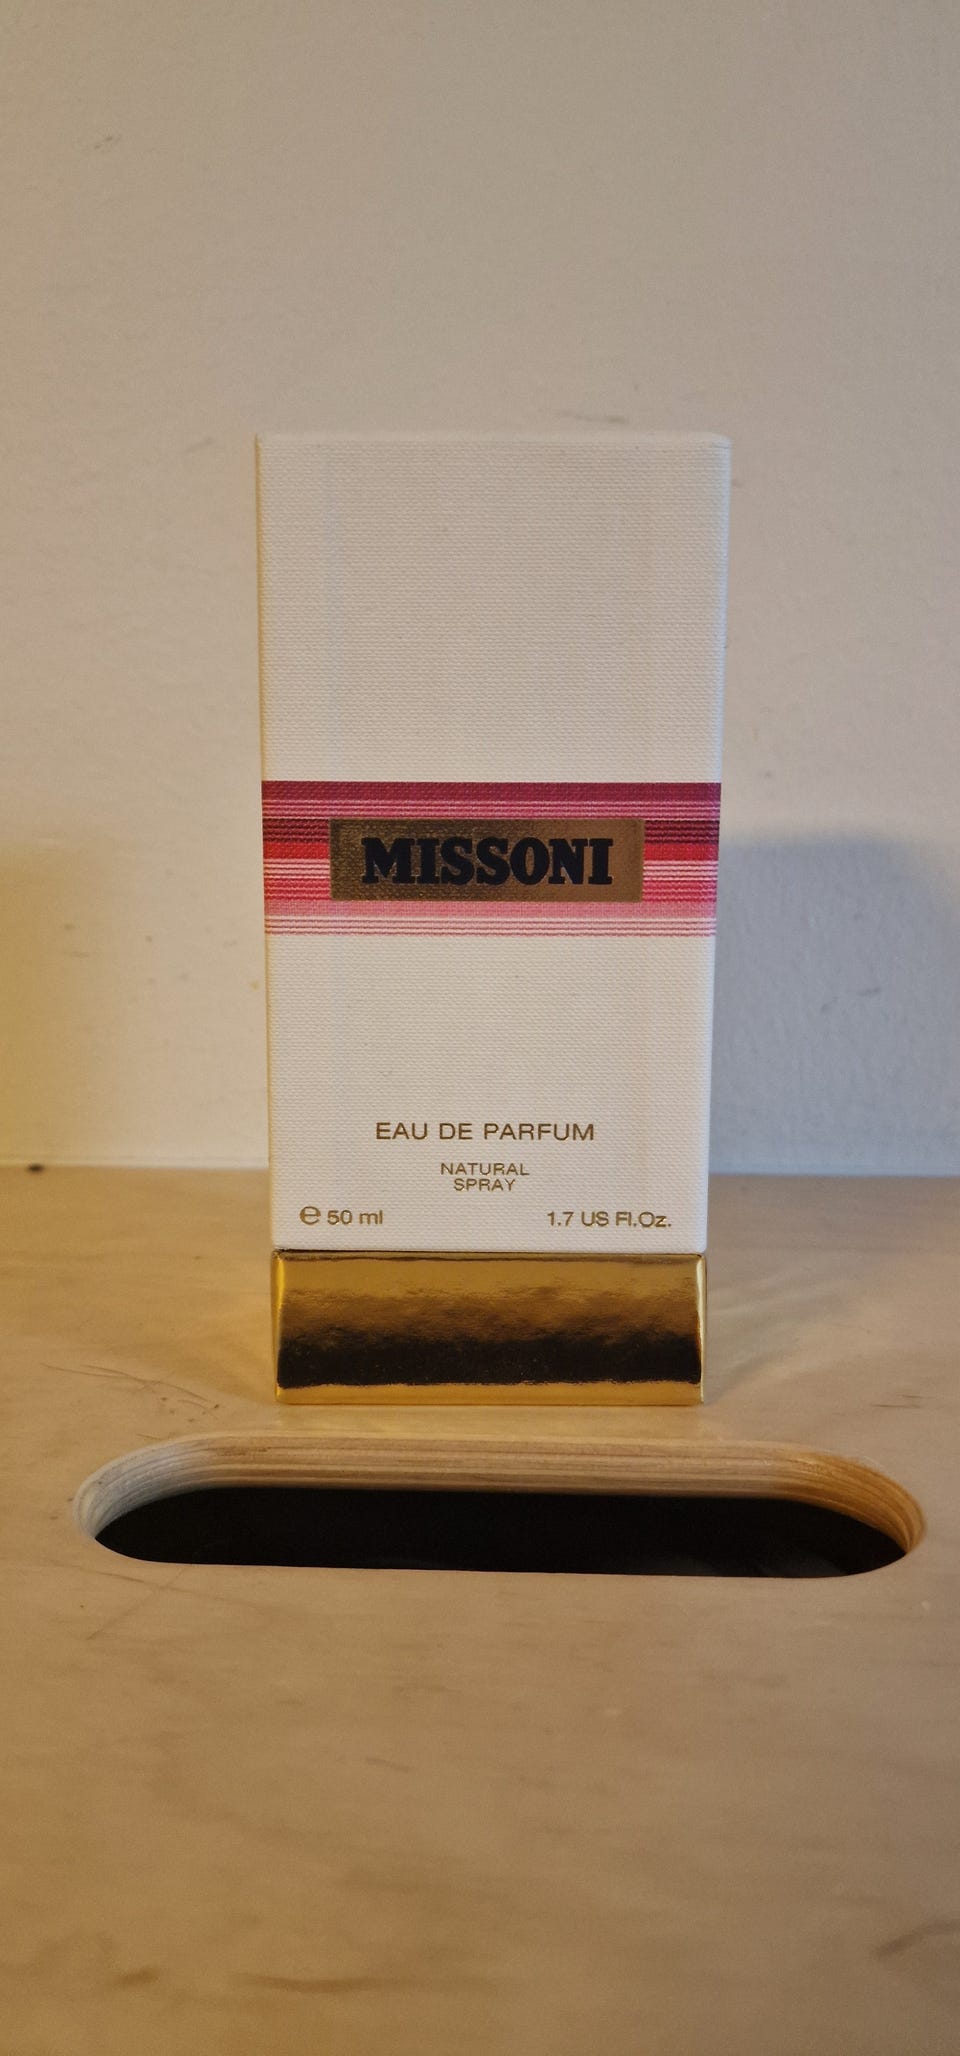 MISSONI
EAU DE PARFUM
NATURAL
SPRAY
℮ 50 ml 1.7 US Fl.Oz.